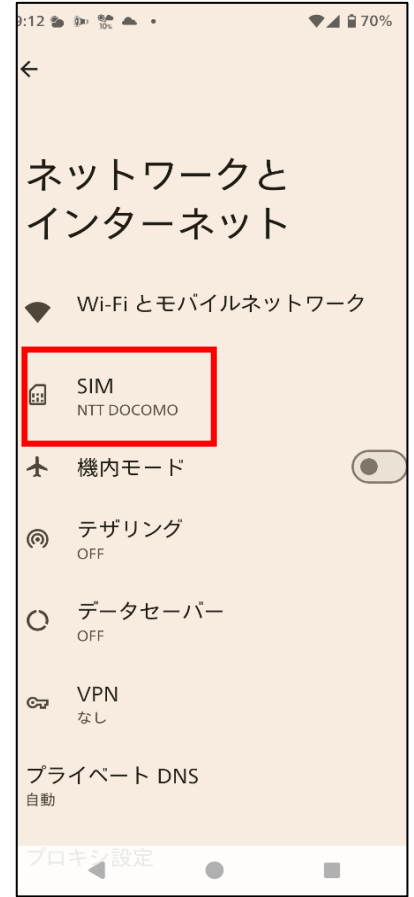 9:12
10%
70%
ネットワークと
インターネット
Wi-Fi とモバイルネットワーク
SIM
NTT DOCOMO
機内モード
テザリング
OFF
データセーバー
OFF
VPN
なし
プライベート DNS
自動
プロキシ設定